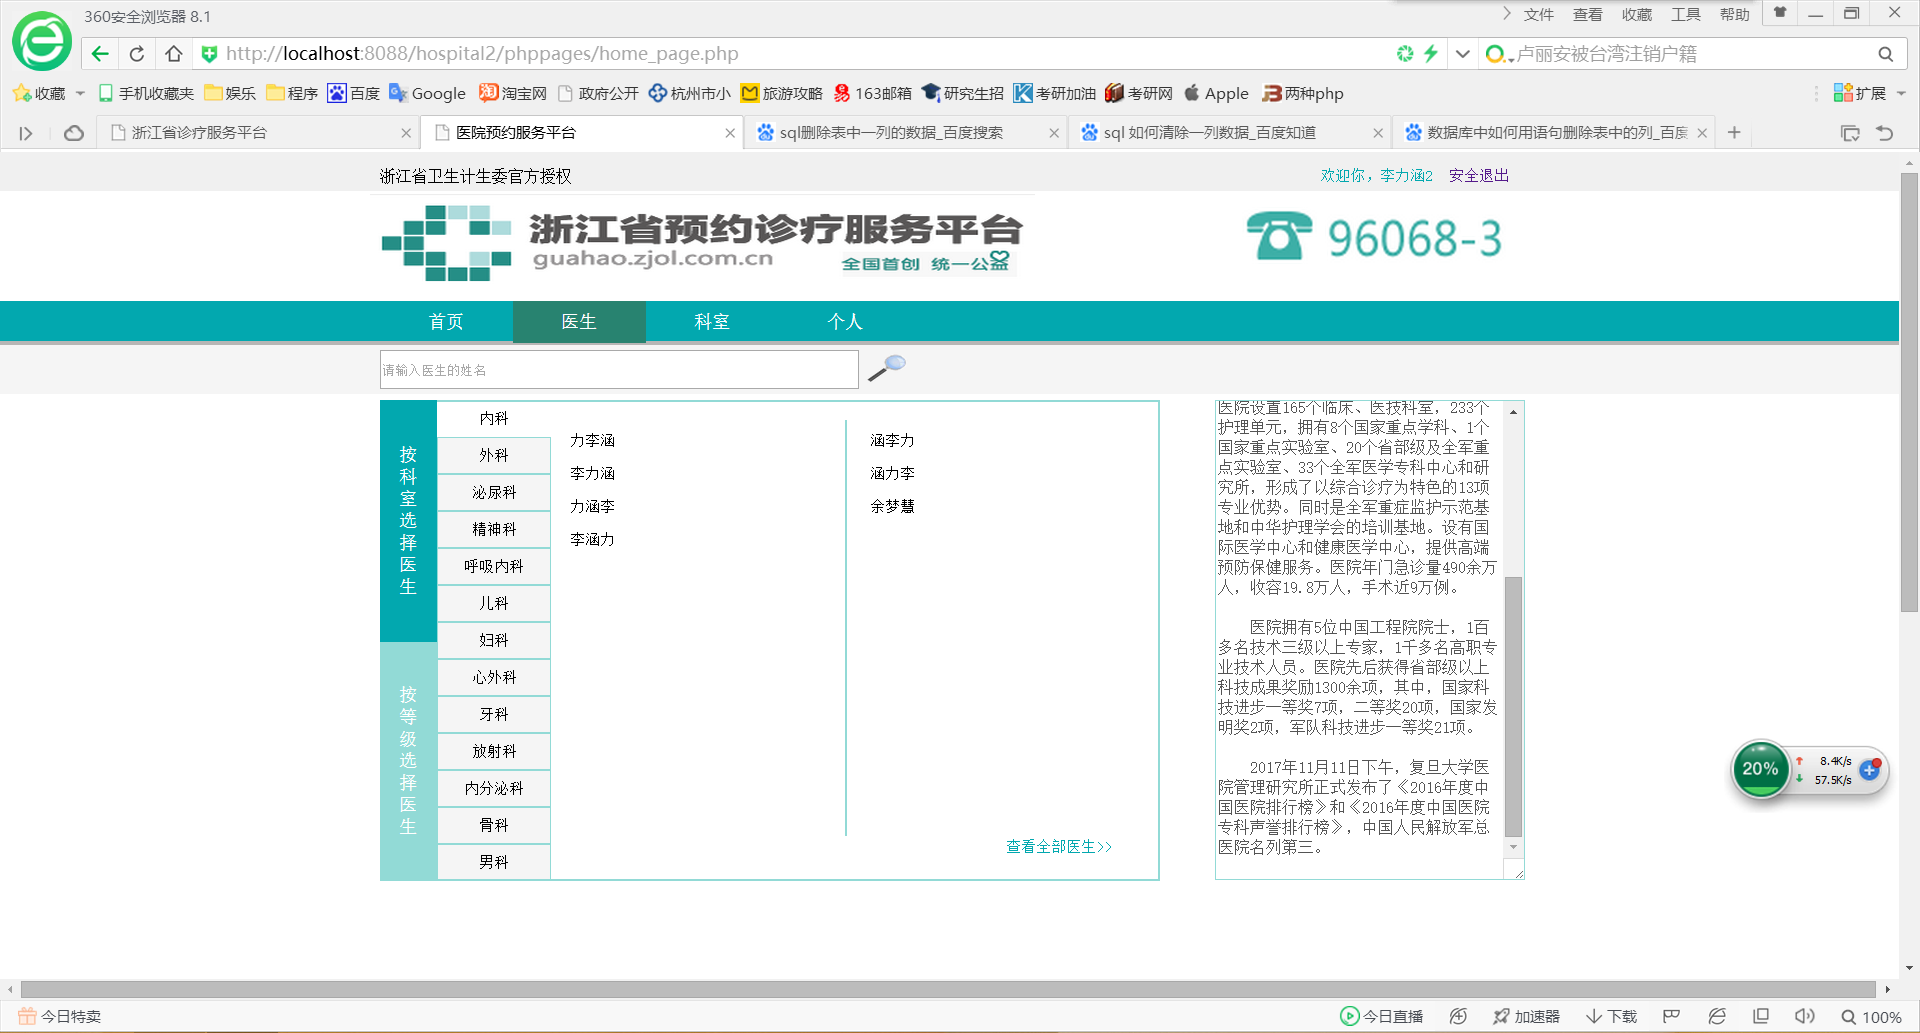 360安全浏览器 8.1
文件 查看 收藏 工具 帮助
http://localhost:8088/hospital2/phppages/home_page.php
卢丽安被台湾注销户籍
收藏 手机收藏夹 娱乐 程序 百度 Google 淘宝网 政府公开 杭州市小 旅游攻略 163邮箱 研究生招 考研加油 考研网 Apple 两种php 扩展
浙江省诊疗服务平台 医院预约服务平台 sql删除表中一列的数据_百度搜索 sql 如何清除一列数据_百度知道 数据库中如何用语句删除表中的列_百度
浙江省卫生计生委官方授权
欢迎你，李力涵2 安全退出
浙江省预约诊疗服务平台
guahao.zjol.com.cn
全国首创 统一公益
96068-3
首页 医生 科室 个人
请输入医生的姓名
按科室选择医生
按等级选择医生
内科
外科
泌尿科
精神科
呼吸内科
儿科
妇科
心外科
牙科
放射科
内分泌科
骨科
男科
力李涵
李力涵
力涵李
李涵力
涵李力
涵力李
余梦慧
查看全部医生>>
医院设置165个临床、医技科室，233个
护理单元，拥有8个国家重点学科、1个
国家重点实验室、20个省部级及全军重
点实验室、33个全军医学专科中心和研
究所，形成了以综合诊疗为特色的13项
专业优势。同时是全军重症监护示范基
地和中华护理学会的培训基地。设有国
际医学中心和健康医学中心，提供高端
预防保健服务。医院年门急诊量490余万
人，收容19.8万人，手术近9万例。
医院拥有5位中国工程院院士，1百
多名技术三级以上专家，1千多名高职专
业技术人员。医院先后获得省部级以上
科技成果奖励1300余项，其中，国家科
技进步一等奖7项，二等奖20项，国家发
明奖2项，军队科技进步一等奖21项。
2017年11月11日下午，复旦大学医
院管理研究所正式发布了《2016年度中
国医院排行榜》和《2016年度中国医院
专科声誉排行榜》，中国人民解放军总
医院名列第三。
20%
8.4K/s
57.5K/s
今日特卖
今日直播 加速器 下载 100%